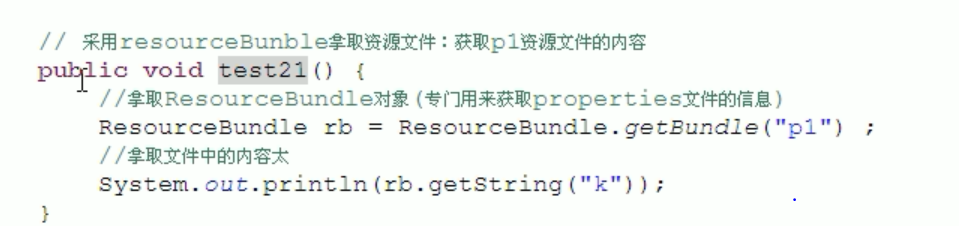 // 采用resourceBunble拿取资源文件：获取p1资源文件的内容
public void test21() {
//拿取ResourceBundle对象(专门用来获取properties文件的信息)
ResourceBundle rb = ResourceBundle.getBundle("p1") ;
//拿取文件中的内容太
System.out.println(rb.getString("k"));
}